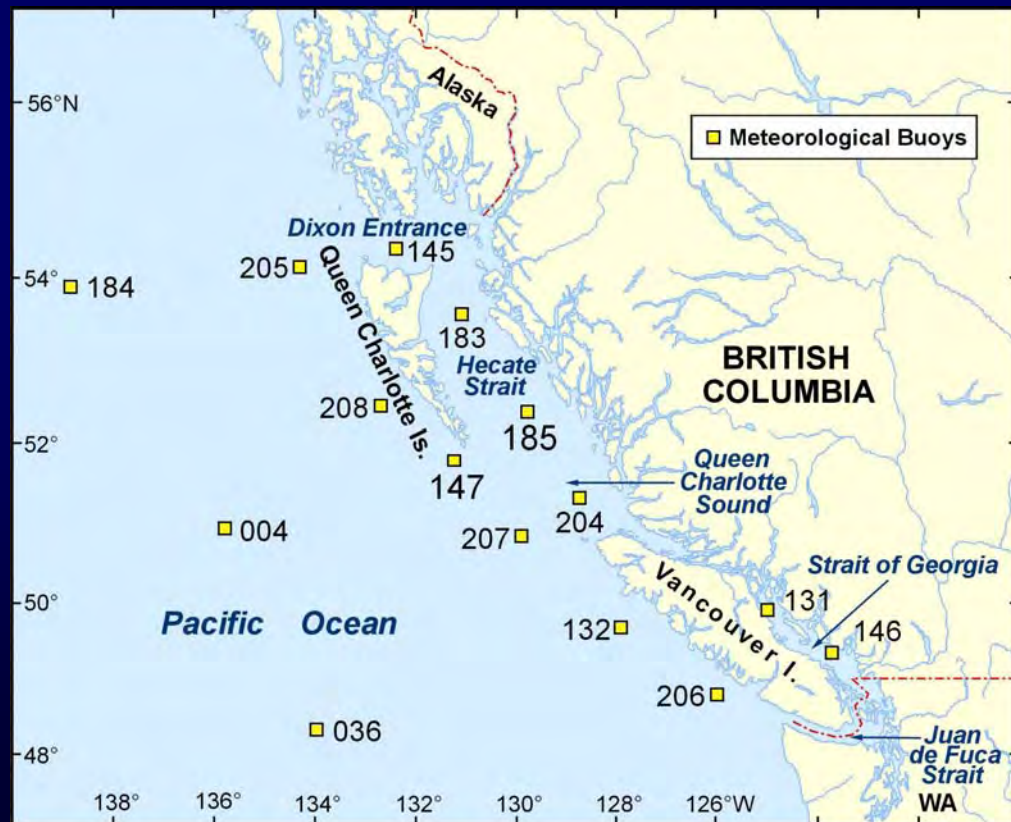 56°N
Alaska
Meteorological Buoys
Dixon Entrance
145
205
54°
184
Queen Charlotte Is.
183
Hecate
Strait
BRITISH
COLUMBIA
208
185
52°
147
Queen
Charlotte
Sound
204
004
207
Strait of Georgia
50°
Vancouver I.
131
Pacific Ocean
132
146
206
036
Juan
de Fuca
Strait
48°
WA
138°
136°
134°
132°
130°
128°
126°W